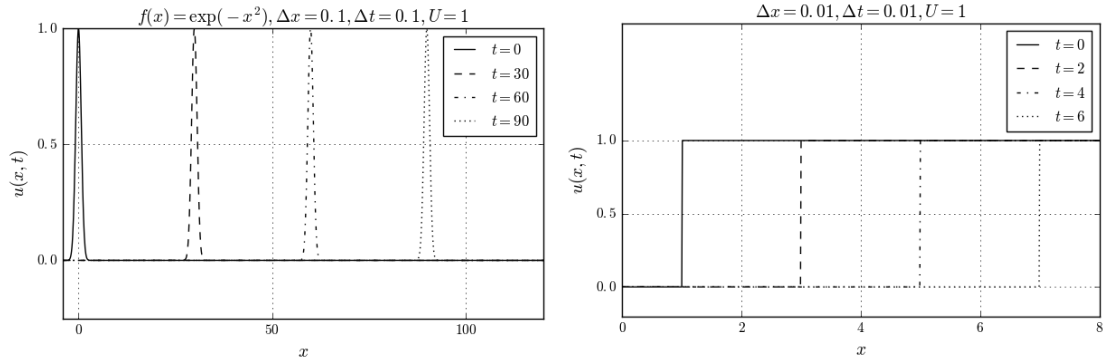 f(x) = exp(−x²), Δx = 0.1, Δt = 0.1, U = 1
1.0
0.5
0.0
u(x, t)
0
50
100
x
t = 0
t = 30
t = 60
t = 90
Δx = 0.01, Δt = 0.01, U = 1
1.0
0.5
0.0
u(x, t)
0
2
4
6
8
x
t = 0
t = 2
t = 4
t = 6